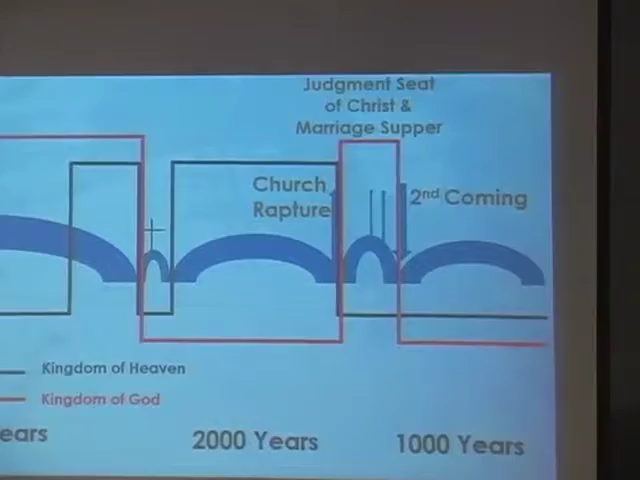 Judgment Seat
of Christ &
Marriage Supper
Church
Rapture
2nd Coming
Kingdom of Heaven
Kingdom of God
ears
2000 Years
1000 Years